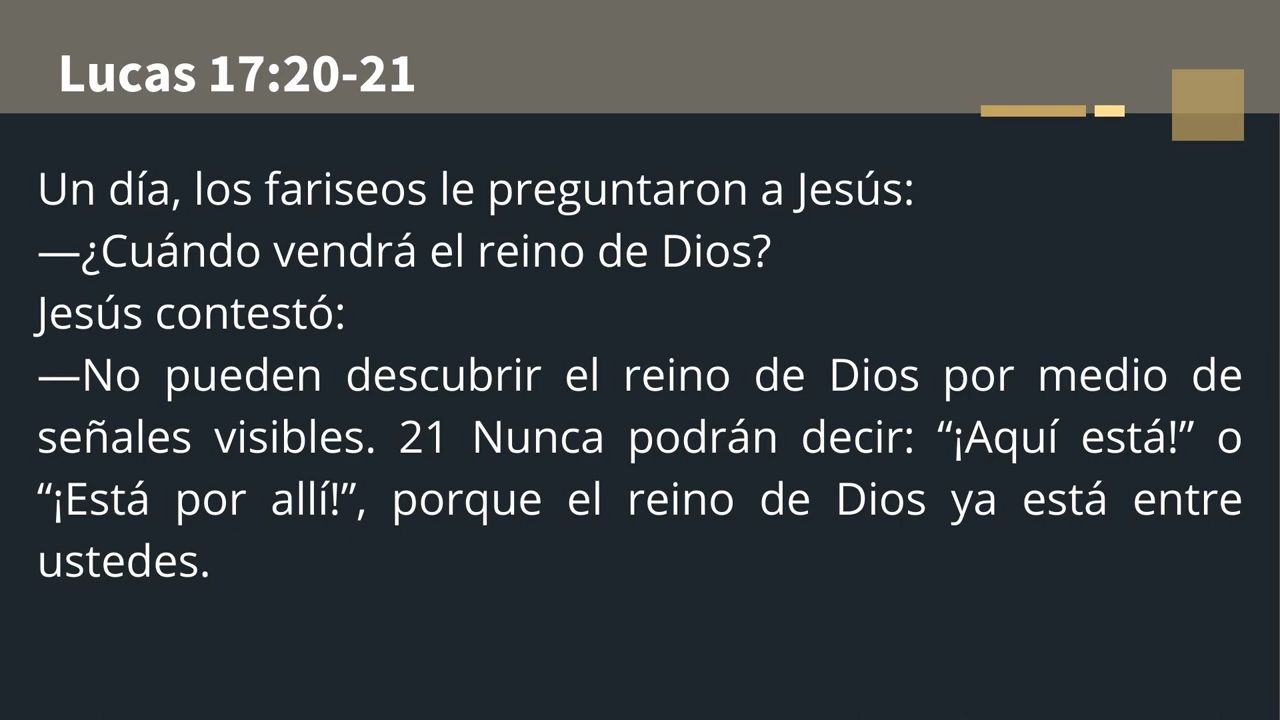 Lucas 17:20-21
Un día, los fariseos le preguntaron a Jesús:
—¿Cuándo vendrá el reino de Dios?
Jesús contestó:
—No pueden descubrir el reino de Dios por medio de
señales visibles. 21 Nunca podrán decir: “¡Aquí está!” o
“¡Está por allí!”, porque el reino de Dios ya está entre
ustedes.